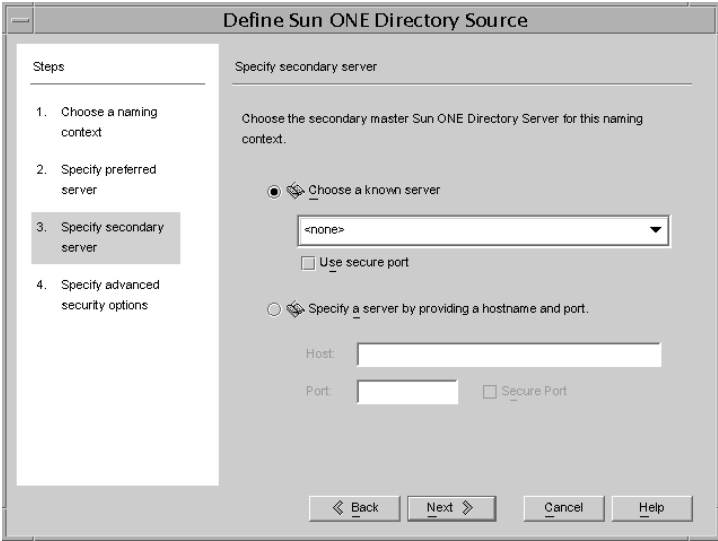 Define Sun ONE Directory Source
Steps
1. Choose a naming
context
2. Specify preferred
server
3. Specify secondary
server
4. Specify advanced
security options
Specify secondary server
Choose the secondary master Sun ONE Directory Server for this naming
context.
Choose a known server
<none>
Use secure port
Specify a server by providing a hostname and port.
Host:
Port:
Secure Port
Back
Next
Cancel
Help